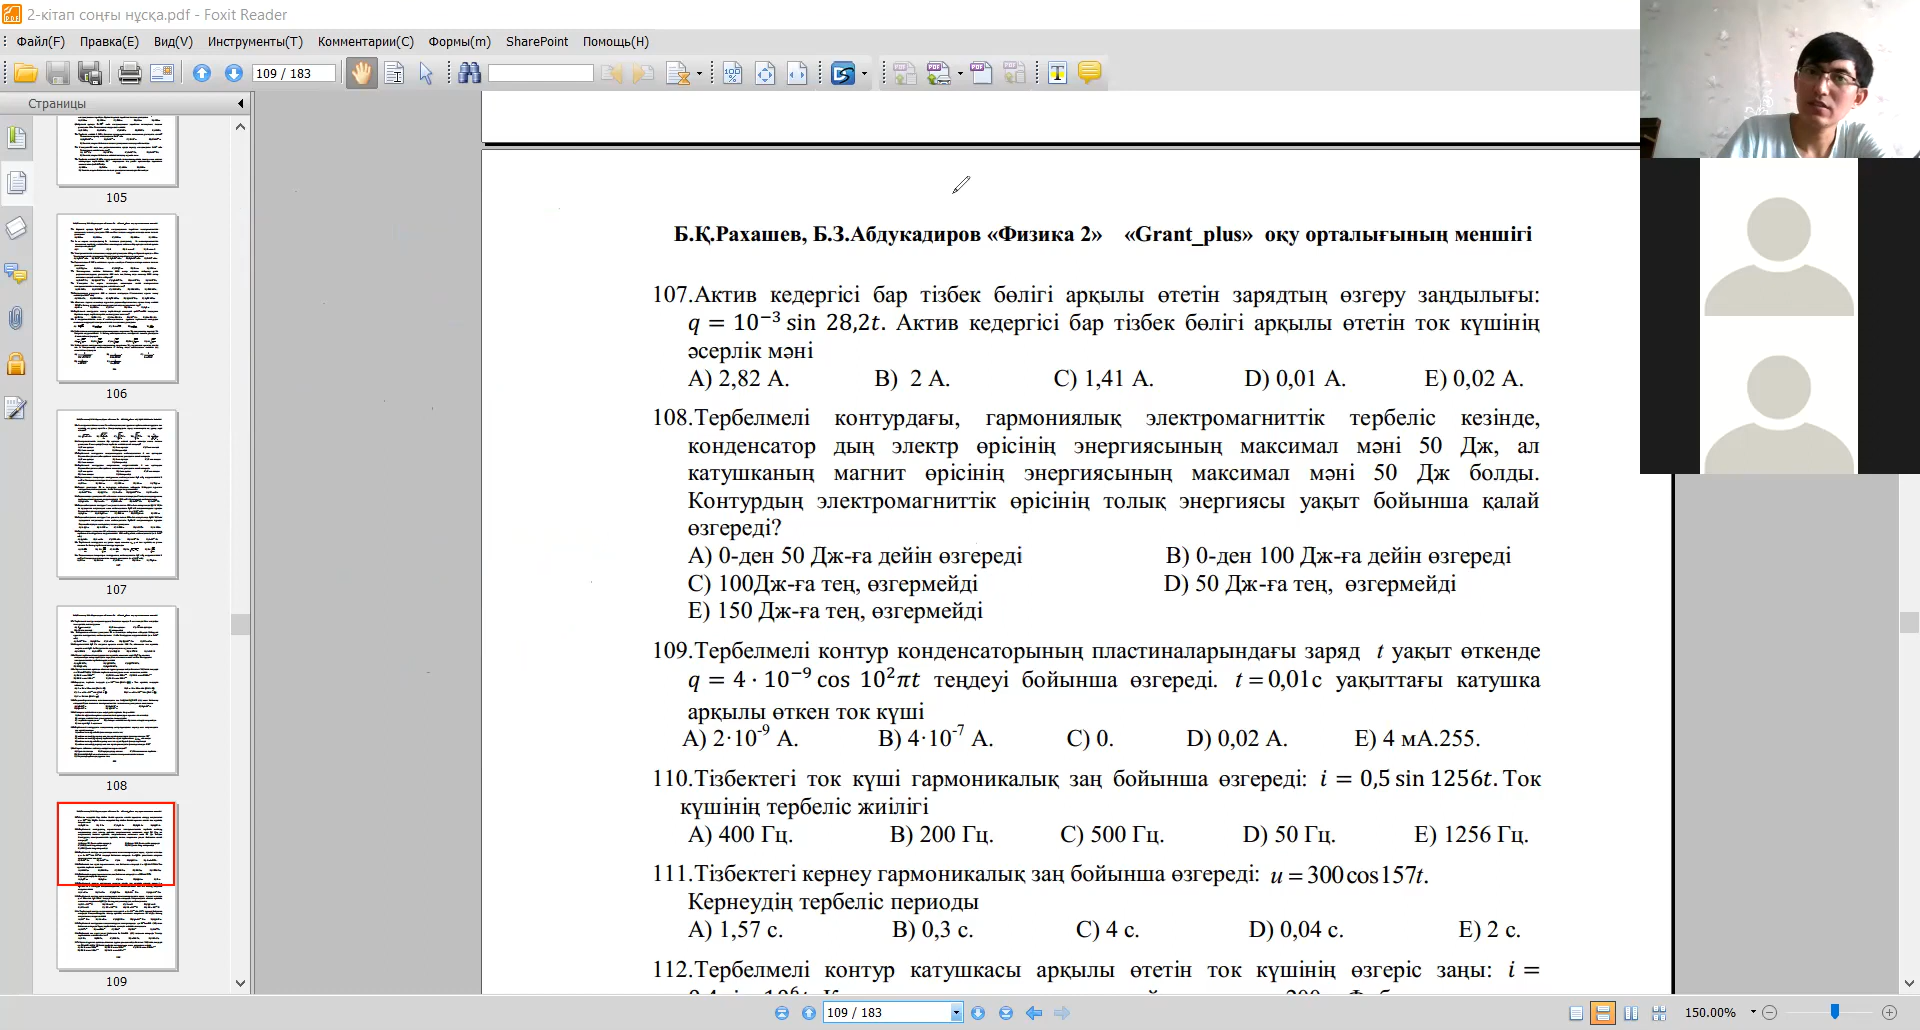 2-кітап соңғы нұсқа.pdf - Foxit Reader
Файл(F) Правка(E) Вид(V) Инструменты(T) Комментарии(C) Формы(m) SharePoint Помощь(H)
109 / 183
Страницы
105
106
107
108
109
Б.Қ.Рахашев, Б.З.Абдукадиров «Физика 2» «Grant_plus» оқу орталығының меншігі
107.Актив кедергісі бар тізбек бөлігі арқылы өтетін зарядтың өзгеру заңдылығы:
q = 10⁻³ sin 28,2t. Актив кедергісі бар тізбек бөлігі арқылы өтетін ток күшінің
әсерлік мәні
A) 2,82 А. B) 2 А. C) 1,41 А. D) 0,01 А. E) 0,02 А.
108.Тербелмелі контурдағы, гармониялық электромагниттік тербеліс кезінде,
конденсатор дың электр өрісінің энергиясының максимал мәні 50 Дж, ал
катушканың магнит өрісінің энергиясының максимал мәні 50 Дж болды.
Контурдың электромагниттік өрісінің толық энергиясы уақыт бойынша қалай
өзгереді?
A) 0-ден 50 Дж-ға дейін өзгереді B) 0-ден 100 Дж-ға дейін өзгереді
C) 100Дж-ға тең, өзгермейді D) 50 Дж-ға тең, өзгермейді
E) 150 Дж-ға тең, өзгермейді
109.Тербелмелі контур конденсаторының пластиналарындағы заряд t уақыт өткенде
q = 4 · 10⁻⁹ cos 10²πt теңдеуі бойынша өзгереді. t = 0,01с уақыттағы катушка
арқылы өткен ток күші
A) 2·10⁻⁹ А. B) 4·10⁻⁷ А. C) 0. D) 0,02 А. E) 4 мА.255.
110.Тізбектегі ток күші гармоникалық заң бойынша өзгереді: i = 0,5 sin 1256t. Ток
күшінің тербеліс жиілігі
A) 400 Гц. B) 200 Гц. C) 500 Гц. D) 50 Гц. E) 1256 Гц.
111.Тізбектегі кернеу гармоникалық заң бойынша өзгереді: u = 300cos157t.
Кернеудің тербеліс периоды
A) 1,57 с. B) 0,3 с. C) 4 с. D) 0,04 с. E) 2 с.
112.Тербелмелі контур катушкасы арқылы өтетін ток күшінің өзгеріс заңы: i =
109 / 183
150.00%